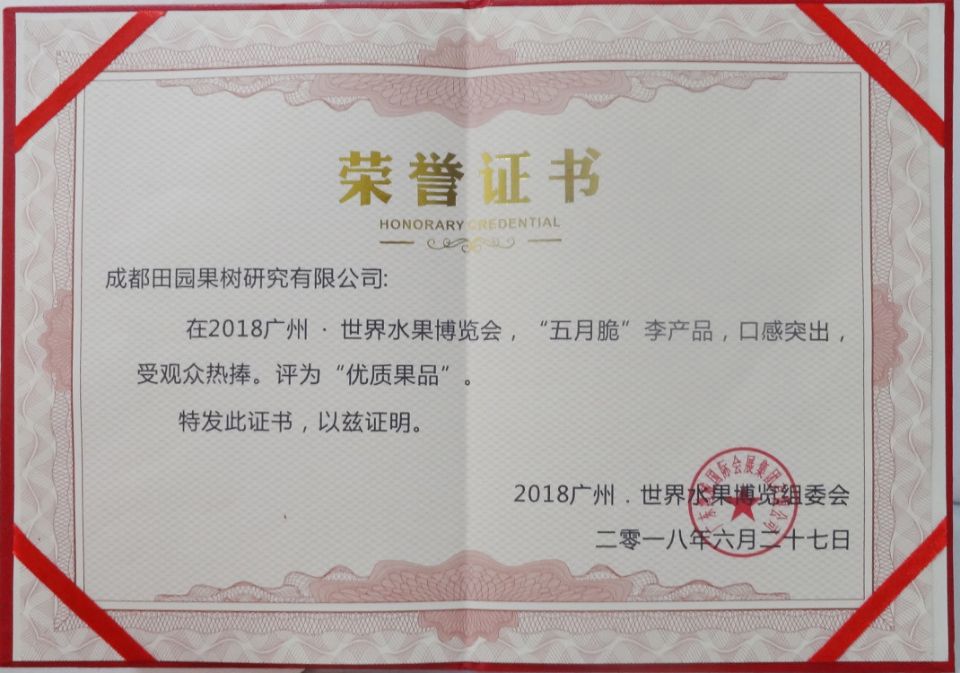 荣誉证书
HONORARY CREDENTIAL
成都田园果树研究有限公司:
在2018广州·世界水果博览会，“五月脆”李产品，口感突出，
受观众热捧。评为“优质果品”。
特发此证书，以兹证明。
2018广州．世界水果博览组委会
二零一八年六月二十七日